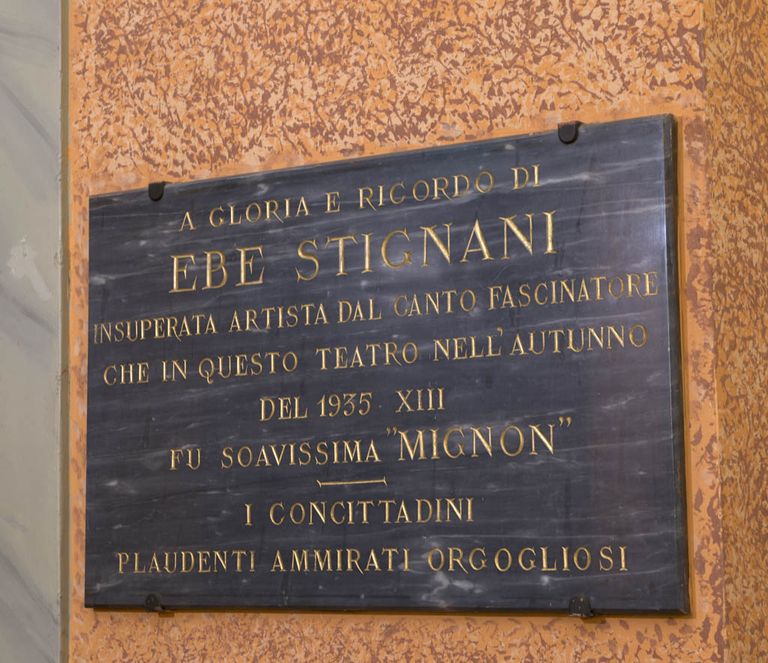 A GLORIA E RICORDO DI
EBE STIGNANI
INSUPERATA ARTISTA DAL CANTO FASCINATORE
CHE IN QUESTO TEATRO NELL'AUTUNNO
DEL 1935 XIII
FU SOAVISSIMA "MIGNON"
I CONCITTADINI
PLAUDENTI AMMIRATI ORGOGLIOSI